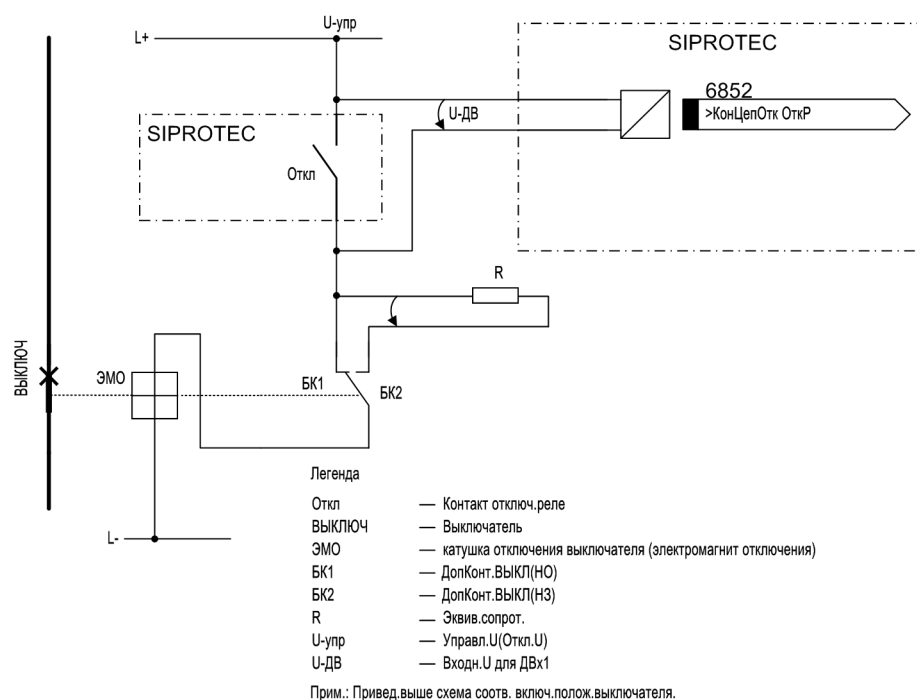 U-упр
L+
SIPROTEC
6852
>КонЦепОтк ОткР
U-ДВ
SIPROTEC
Откл
R
ВЫКЛЮЧ
ЭМО
БК1
БК2
L-
Легенда
Откл — Контакт отключ.реле
ВЫКЛЮЧ — Выключатель
ЭМО — катушка отключения выключателя (электромагнит отключения)
БК1 — ДопКонт.ВЫКЛ(НО)
БК2 — ДопКонт.ВЫКЛ(НЗ)
R — Эквив.сопрот.
U-упр — Управл.U(Откл.U)
U-ДВ — Входн.U для ДВх1
Прим.: Привед.выше схема соотв. включ.полож.выключателя.